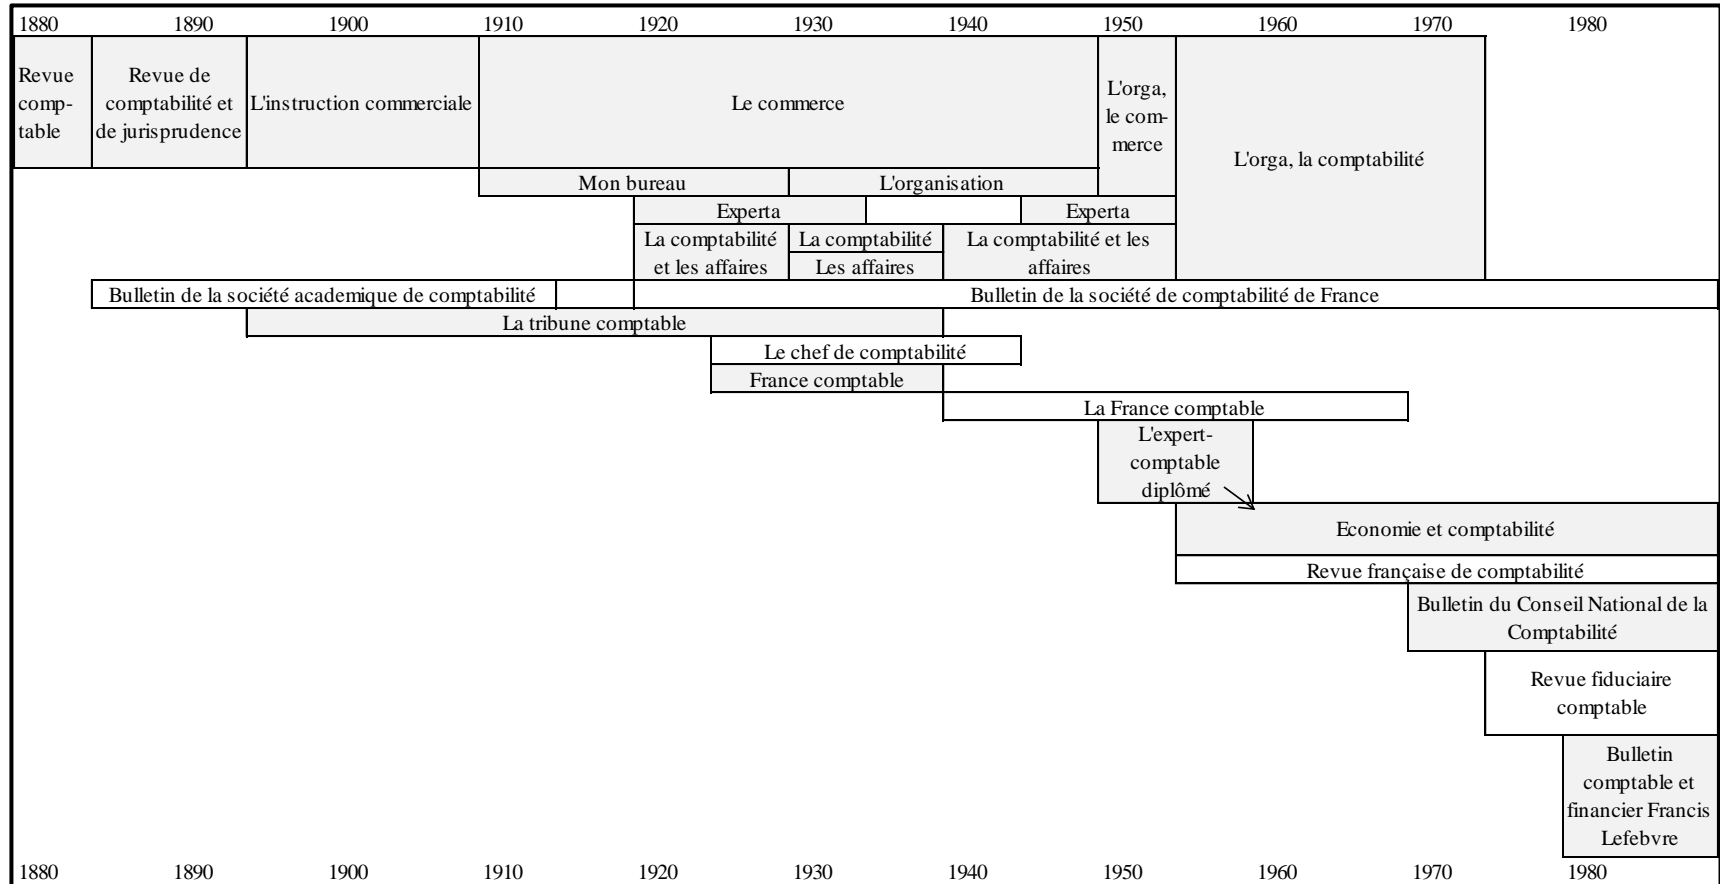 1880 1890 1900 1910 1920 1930 1940 1950 1960 1970 1980
Revue
comp-
table
Revue de
comptabilité et
de jurisprudence
L'instruction commerciale
Le commerce
L'orga,
le com-
merce
L'orga, la comptabilité
Mon bureau
L'organisation
Experta
Experta
La comptabilité
et les affaires
La comptabilité
Les affaires
La comptabilité et les
affaires
Bulletin de la société academique de comptabilité
Bulletin de la société de comptabilité de France
La tribune comptable
Le chef de comptabilité
France comptable
La France comptable
L'expert-
comptable
diplômé
Economie et comptabilité
Revue française de comptabilité
Bulletin du Conseil National de la
Comptabilité
Revue fiduciaire
comptable
Bulletin
comptable et
financier Francis
Lefebvre
1880 1890 1900 1910 1920 1930 1940 1950 1960 1970 1980